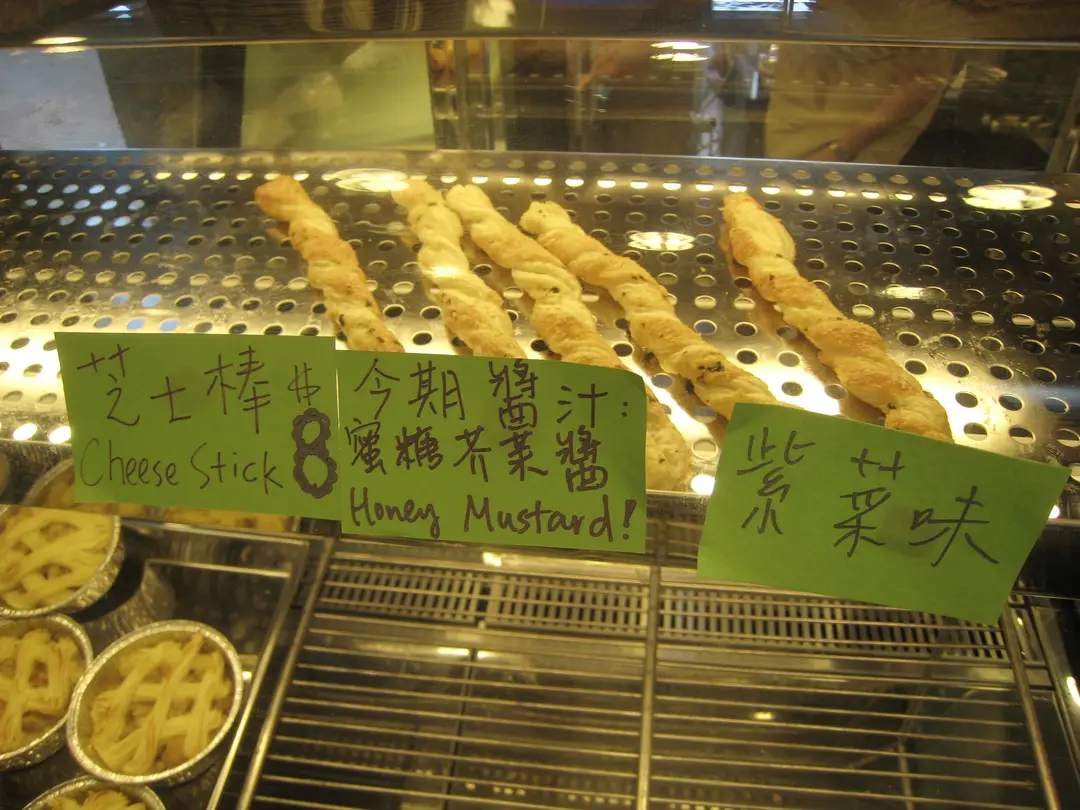 芝士棒 $8
Cheese Stick
今期醬汁:
蜜糖芥茉醬
Honey Mustard!
紫菜味